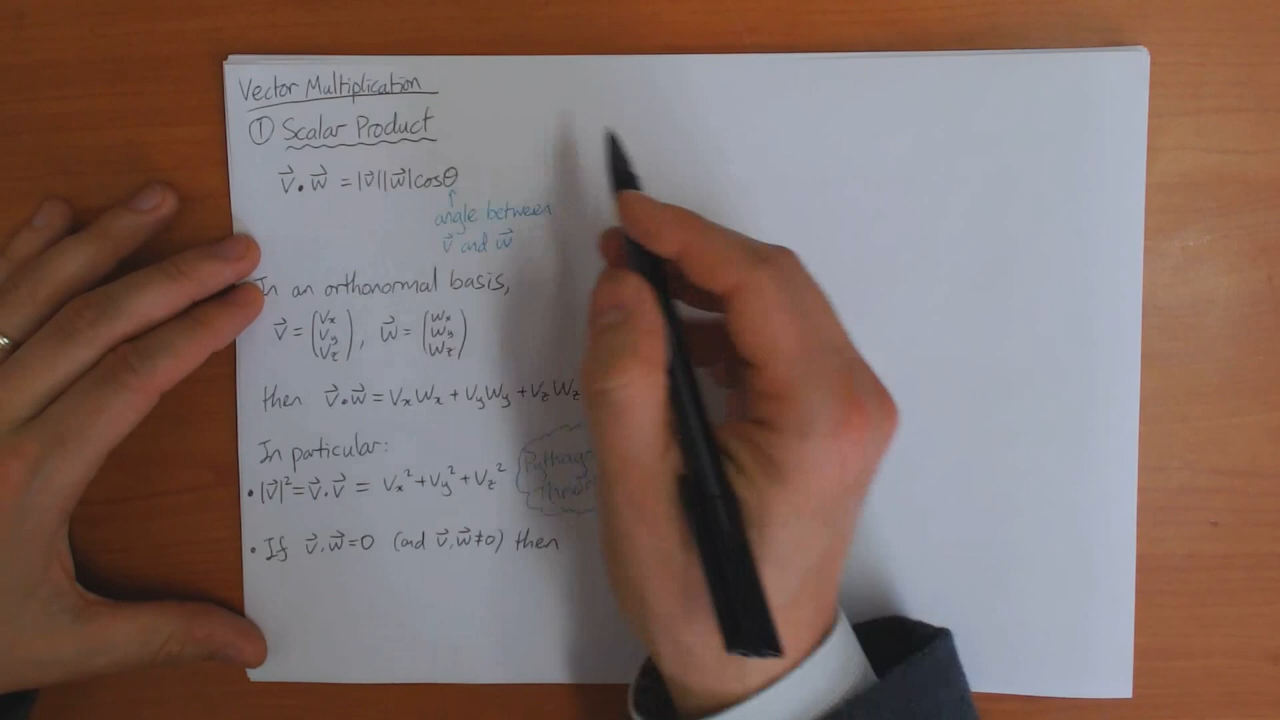 Vector Multiplication
① Scalar Product
v⃗ • w⃗ = |v⃗||w⃗|cosθ
↑
angle between
v⃗ and w⃗
In an orthonormal basis,
v⃗ = (Vx Vy Vz), w⃗ = (Wx Wy Wz)
then v⃗•w⃗ = VxWx + VyWy + VzWz
In particular:
• |v⃗|² = v⃗.v⃗ = Vx² + Vy² + Vz²
• If v⃗.w⃗ = 0 (and v⃗, w⃗ ≠ 0) then